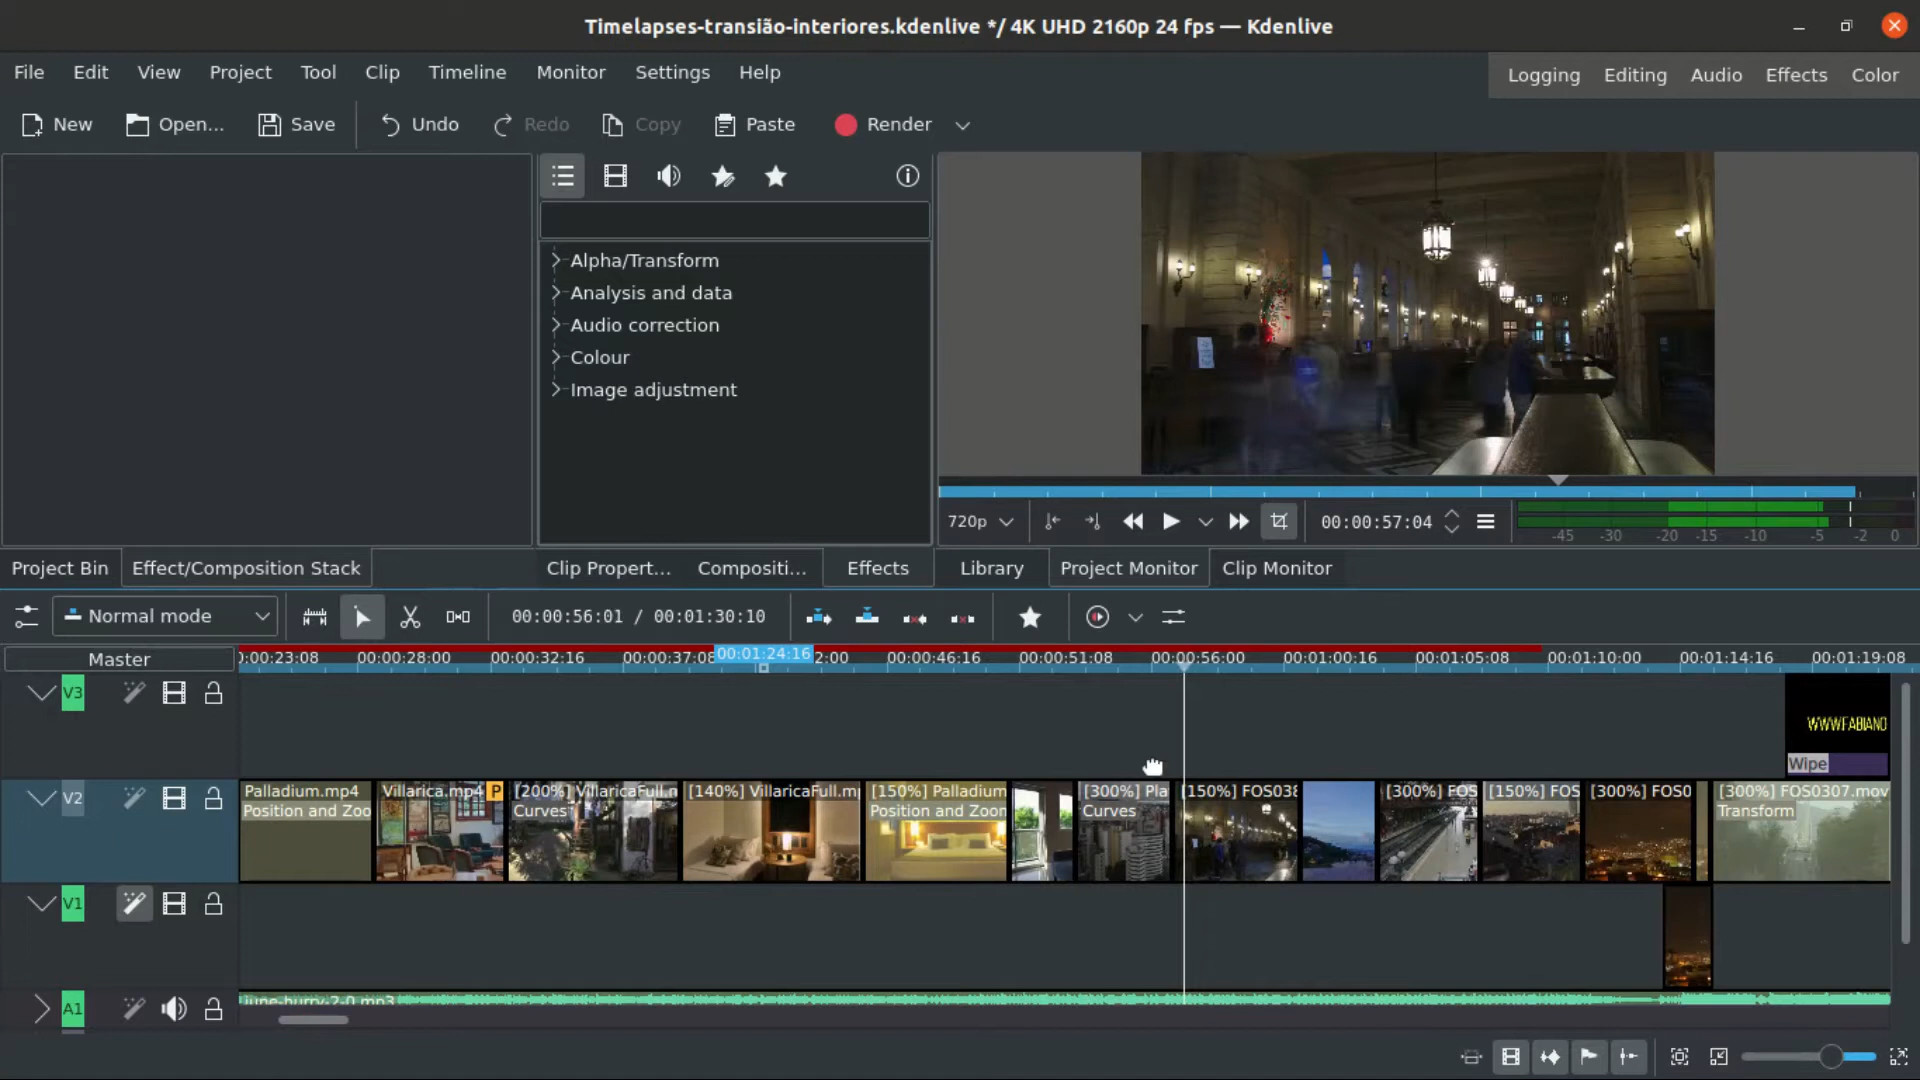 Timelapses-transião-interiores.kdenlive */ 4K UHD 2160p 24 fps — Kdenlive
File Edit View Project Tool Clip Timeline Monitor Settings Help
Logging Editing Audio Effects Color
New Open... Save Undo Redo Copy Paste Render
Alpha/Transform
Analysis and data
Audio correction
Colour
Image adjustment
720p 00:00:57:04
-45 -30 -20 -15 -10 -5 -2 0
Project Bin Effect/Composition Stack Clip Propert... Compositi... Effects Library Project Monitor Clip Monitor
Normal mode 00:00:56:01 / 00:01:30:10
Master
):00:23:08 00:00:28:00 00:00:32:16 00:00:37:08 00:01:24:16 2:00 00:00:46:16 00:00:51:08 00:00:56:00 00:01:00:16 00:01:05:08 00:01:10:00 00:01:14:16 00:01:19:08
V3
WWW.FABIANO
Wipe
V2
Palladium.mp4 Villarica.mp4 P [200%] VillaricaFull.m [140%] VillaricaFull.mp [150%] Palladium [300%] Pla [150%] FOS038 [300%] FOS [150%] FOS [300%] FOS0 [300%] FOS0307.mov
Position and Zoo Curves Position and Zoon Curves Transform
V1
A1
june-hurry-2-0.mp3